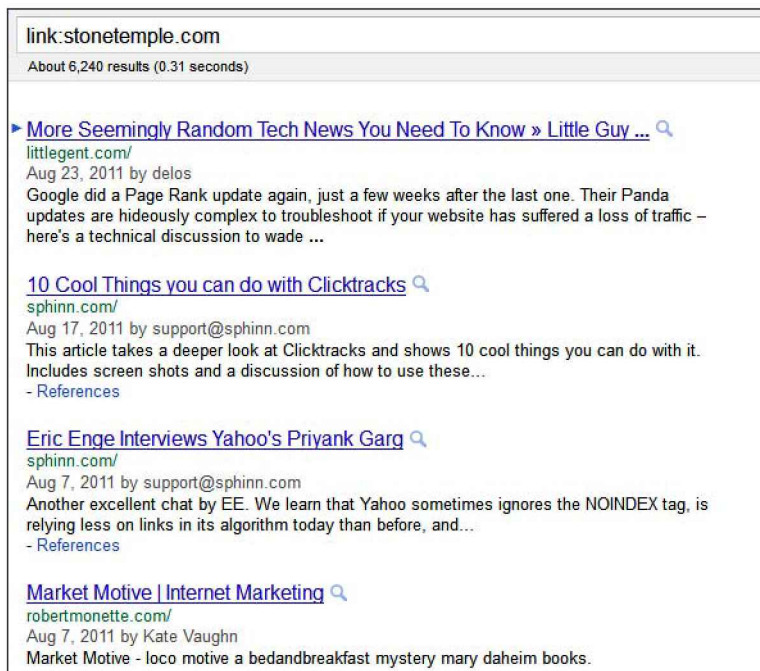 link:stonetemple.com
About 6,240 results (0.31 seconds)
More Seemingly Random Tech News You Need To Know » Little Guy ...
littlegent.com/
Aug 23, 2011 by delos
Google did a Page Rank update again, just a few weeks after the last one. Their Panda
updates are hideously complex to troubleshoot if your website has suffered a loss of traffic –
here's a technical discussion to wade ...
10 Cool Things you can do with Clicktracks
sphinn.com/
Aug 17, 2011 by support@sphinn.com
This article takes a deeper look at Clicktracks and shows 10 cool things you can do with it.
Includes screen shots and a discussion of how to use these...
- References
Eric Enge Interviews Yahoo's Priyank Garg
sphinn.com/
Aug 7, 2011 by support@sphinn.com
Another excellent chat by EE. We learn that Yahoo sometimes ignores the NOINDEX tag, is
relying less on links in its algorithm today than before, and...
- References
Market Motive | Internet Marketing
robertmonette.com/
Aug 7, 2011 by Kate Vaughn
Market Motive - loco motive a bedandbreakfast mystery mary daheim books.